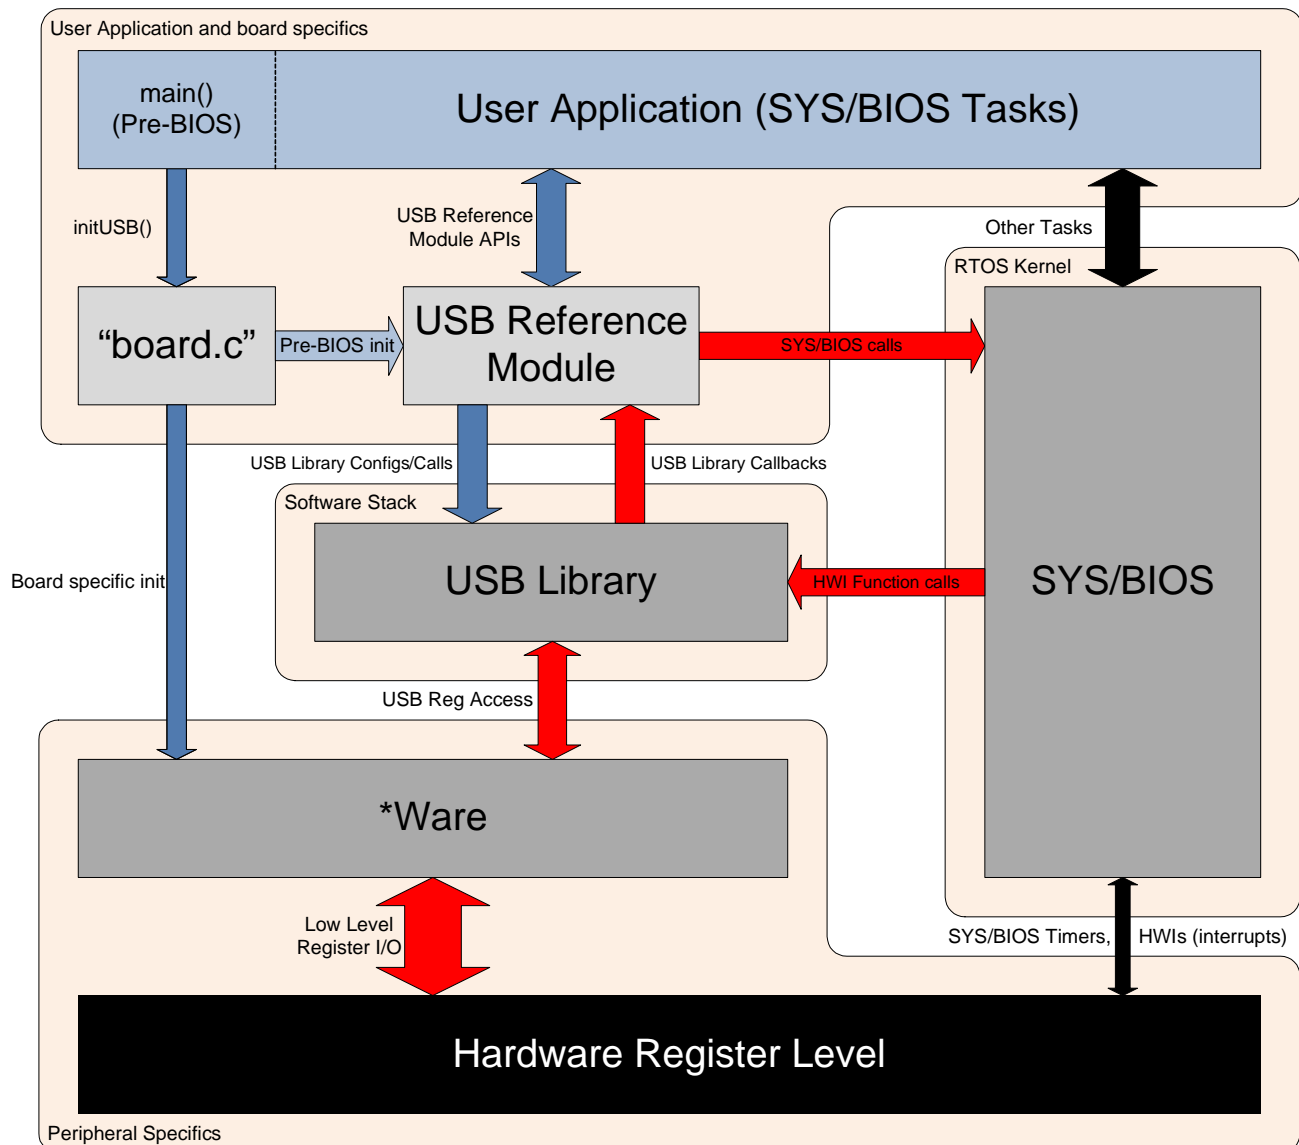 User Application and board specifics
main()
(Pre-BIOS)
User Application (SYS/BIOS Tasks)
initUSB()
USB Reference
Module APIs
Other Tasks
RTOS Kernel
“board.c”
Pre-BIOS init
USB Reference
Module
SYS/BIOS calls
USB Library Configs/Calls
USB Library Callbacks
Software Stack
Board specific init
USB Library
HWI Function calls
SYS/BIOS
USB Reg Access
*Ware
Low Level
Register I/O
SYS/BIOS Timers,
HWIs (interrupts)
Hardware Register Level
Peripheral Specifics